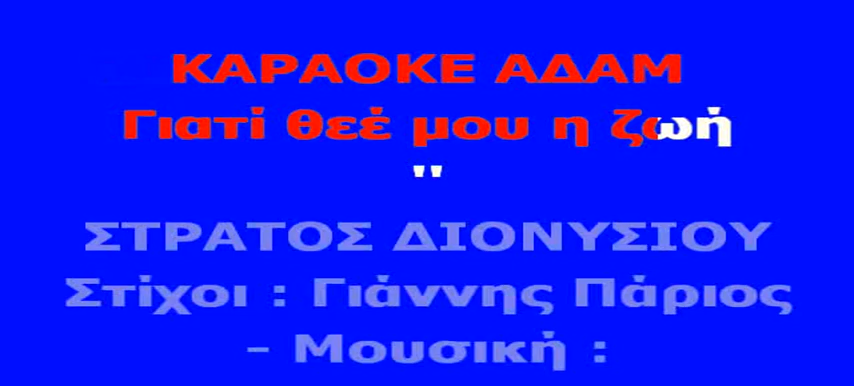 ΚΑΡΑΟΚΕ ΑΔΑΜ
Γιατί θεέ μου η ζωή
"
ΣΤΡΑΤΟΣ ΔΙΟΝΥΣΙΟΥ
Στίχοι : Γιάννης Πάριος
– Μουσική :